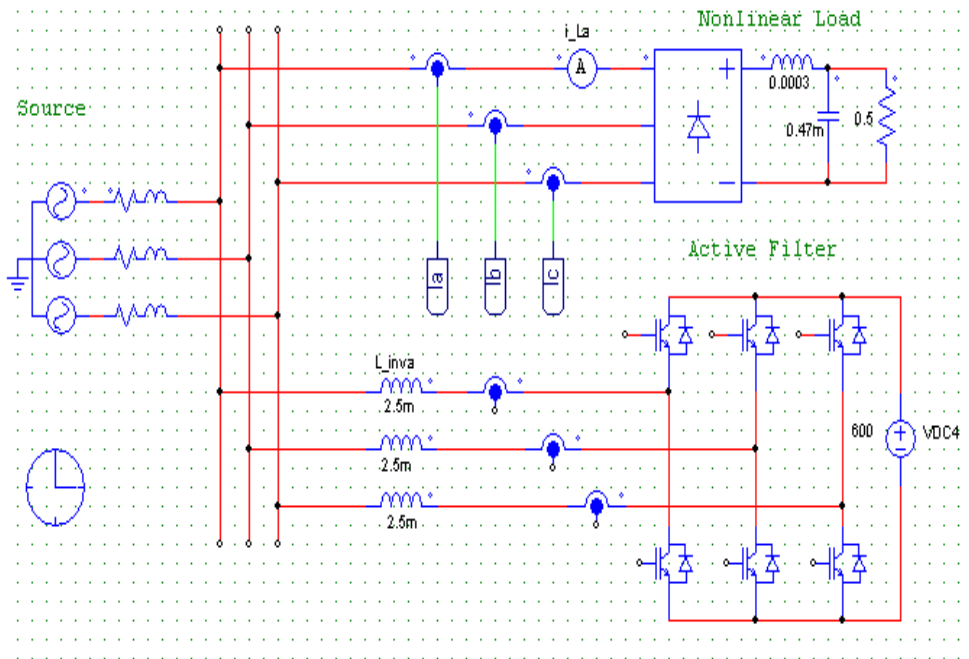 Nonlinear Load
i_La
A
0.0003
Source
0.47m
0.5
Active Filter
Ia
Ib
Ic
L_inva
2.5m
600
VDC4
2.5m
2.5m